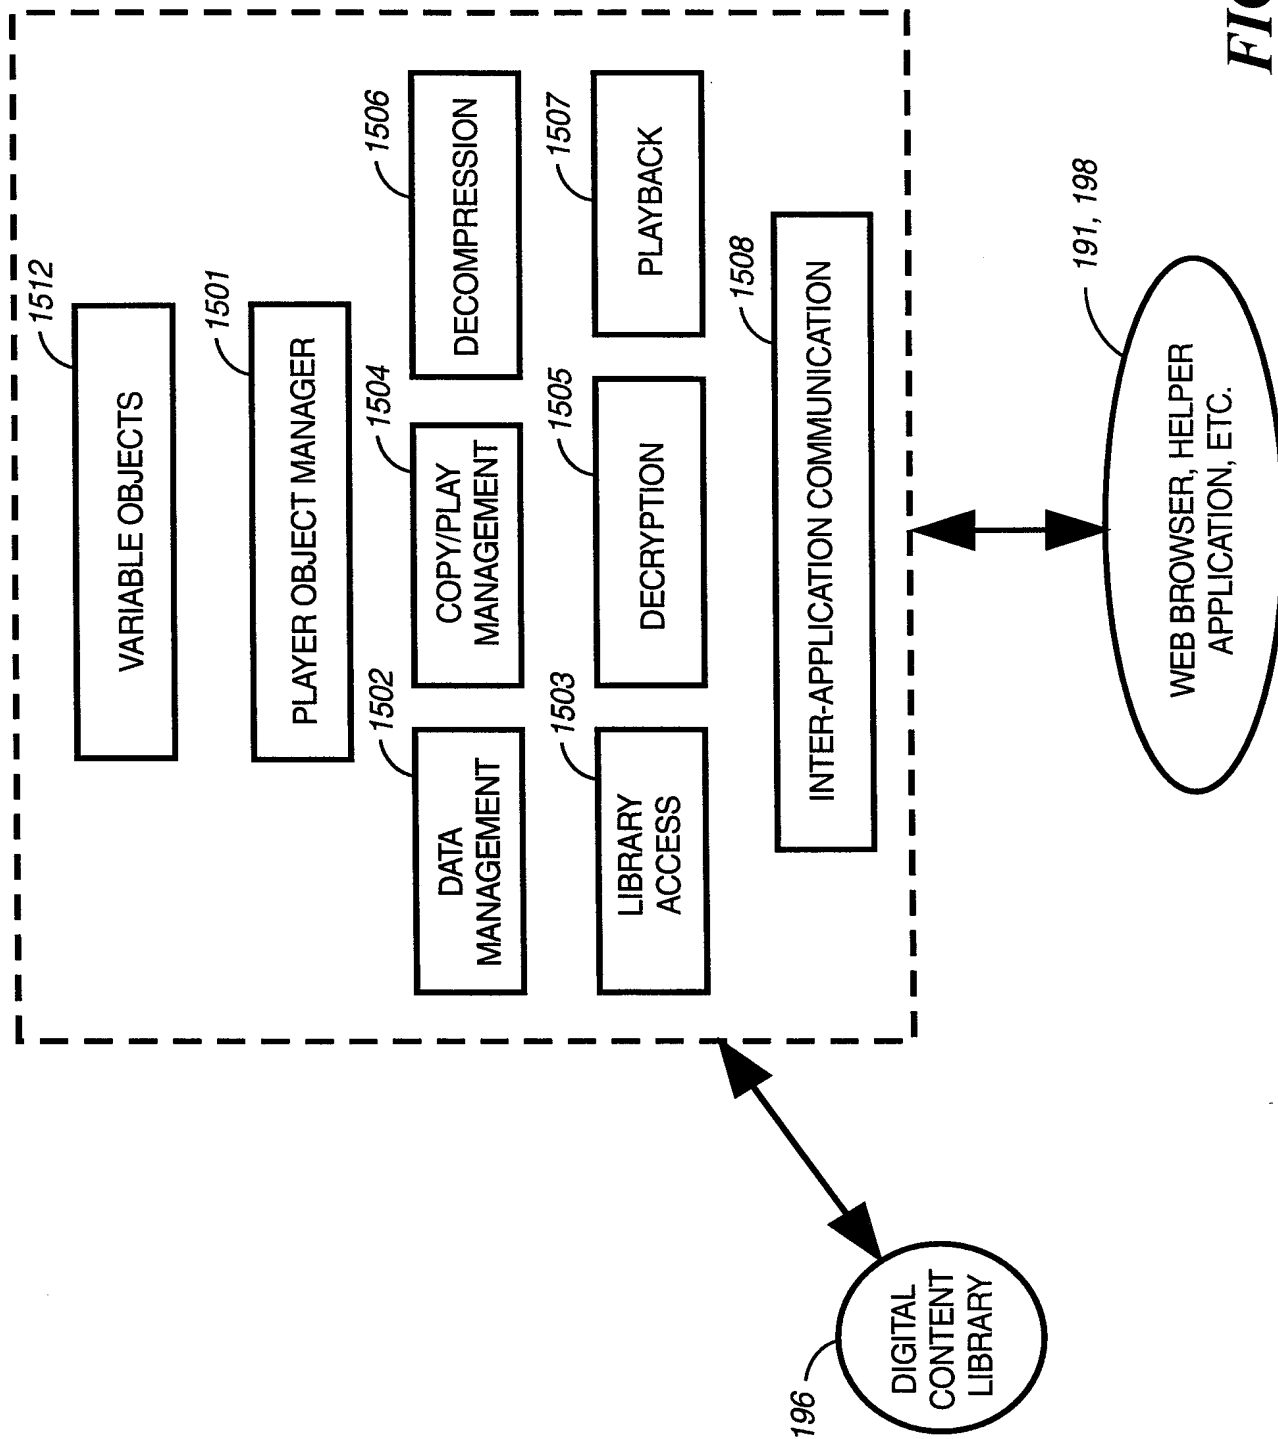 1512
VARIABLE OBJECTS
1501
PLAYER OBJECT MANAGER
1502
DATA
MANAGEMENT
1504
COPY/PLAY
MANAGEMENT
1506
DECOMPRESSION
1503
LIBRARY
ACCESS
1505
DECRYPTION
1507
PLAYBACK
1508
INTER-APPLICATION COMMUNICATION
196
DIGITAL
CONTENT
LIBRARY
191, 198
WEB BROWSER, HELPER
APPLICATION, ETC.